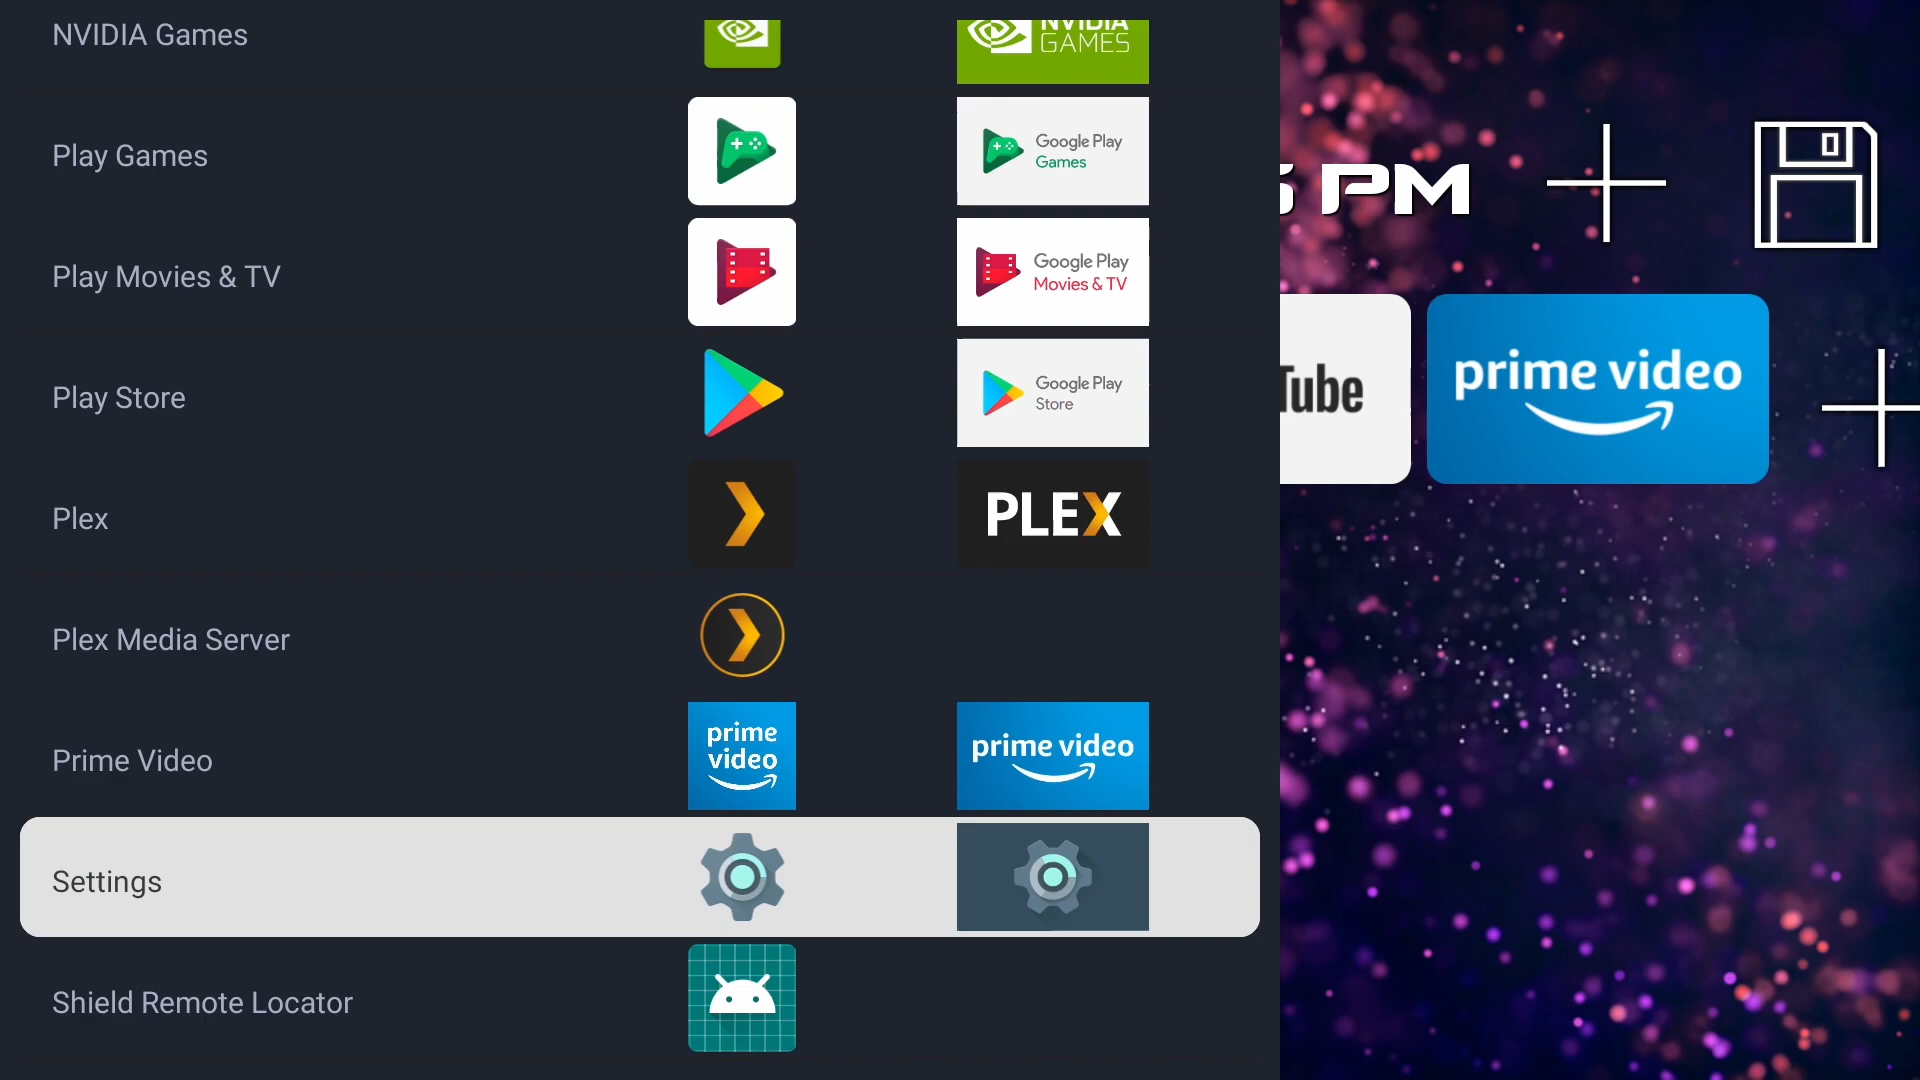 NVIDIA Games
NVIDIA
GAMES
Play Games
Google Play
Games
PM
Play Movies & TV
Google Play
Movies & TV
Play Store
Google Play
Store
Tube
prime video
Plex
PLEX
Plex Media Server
Prime Video
prime
video
prime video
Settings
Shield Remote Locator